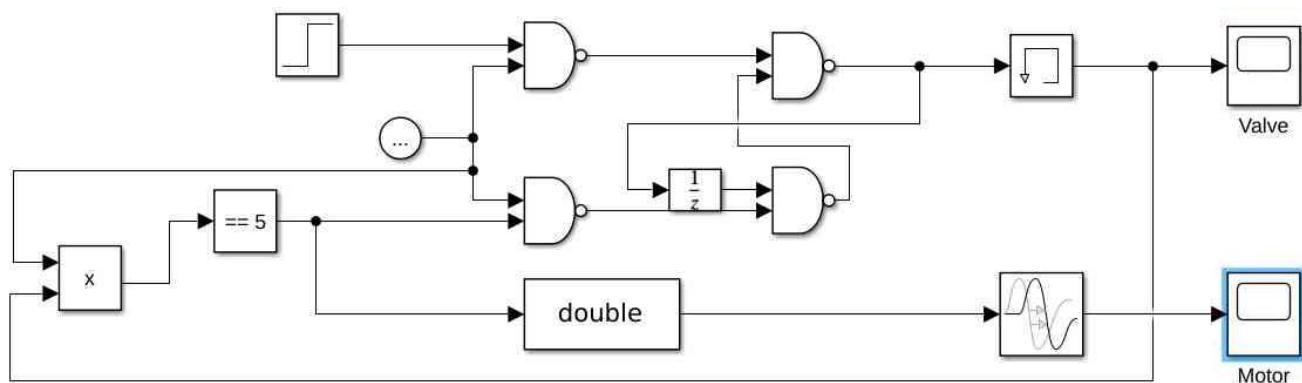 Valve
...
1
z
== 5
x
double
Motor